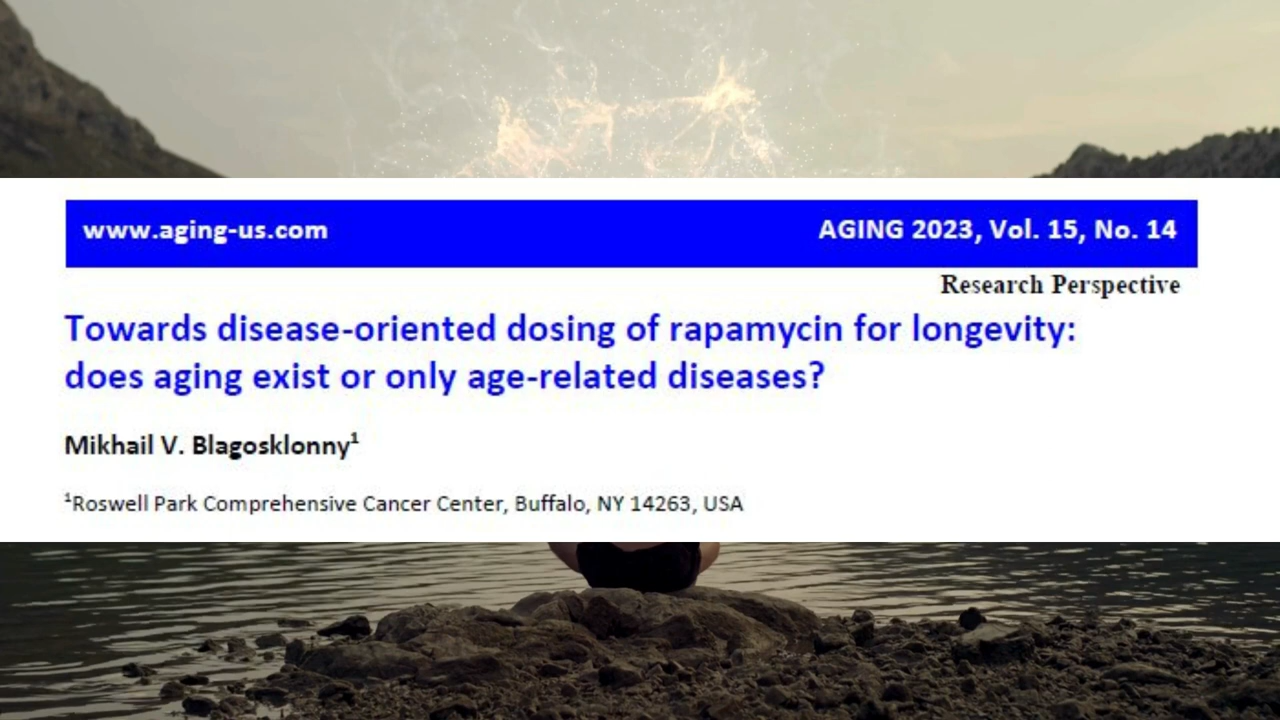 www.aging-us.com
AGING 2023, Vol. 15, No. 14
Research Perspective
Towards disease-oriented dosing of rapamycin for longevity:
does aging exist or only age-related diseases?
Mikhail V. Blagosklonny¹
¹Roswell Park Comprehensive Cancer Center, Buffalo, NY 14263, USA